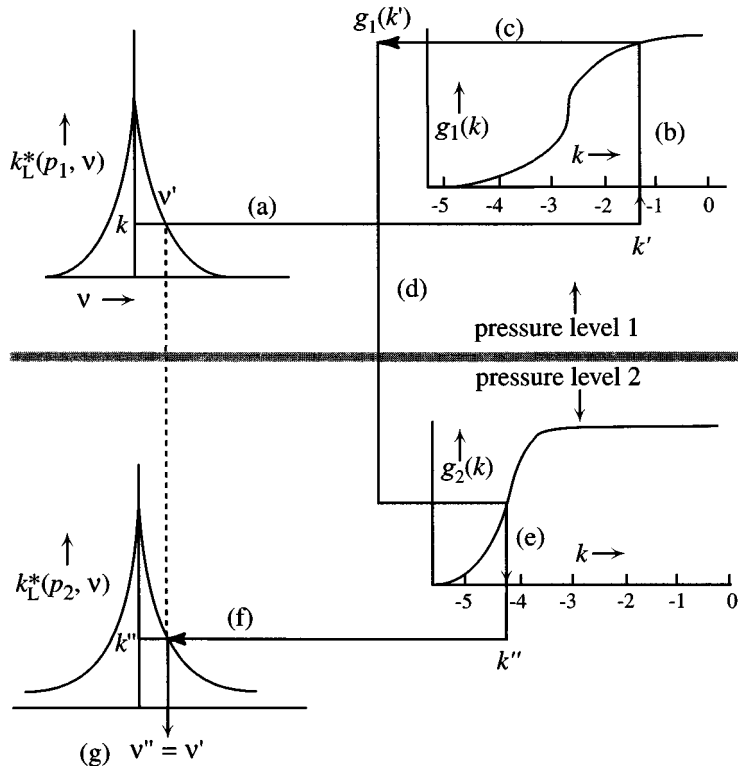 g₁(k')
(c)
k*L(p₁, ν)
ν'
g₁(k)
(b)
k
(a)
k
-5 -4 -3 -2 -1 0
k'
ν
(d)
pressure level 1
pressure level 2
g₂(k)
k*L(p₂, ν)
(e)
k
-5 -4 -3 -2 -1 0
k''
(f)
k''
(g) ν'' = ν'